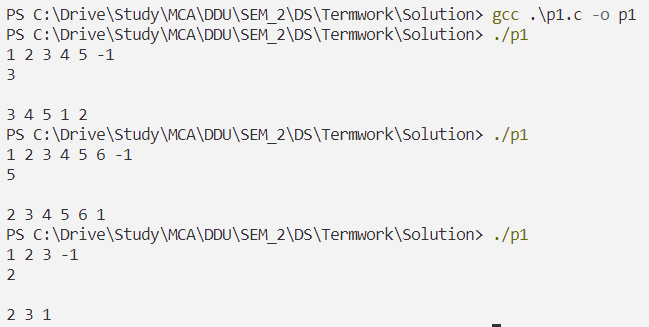 PS C:\Drive\Study\MCA\DDU\SEM_2\DS\Termwork\Solution> gcc .\p1.c -o p1
PS C:\Drive\Study\MCA\DDU\SEM_2\DS\Termwork\Solution> ./p1
1 2 3 4 5 -1
3
3 4 5 1 2
PS C:\Drive\Study\MCA\DDU\SEM_2\DS\Termwork\Solution> ./p1
1 2 3 4 5 6 -1
5
2 3 4 5 6 1
PS C:\Drive\Study\MCA\DDU\SEM_2\DS\Termwork\Solution> ./p1
1 2 3 -1
2
2 3 1